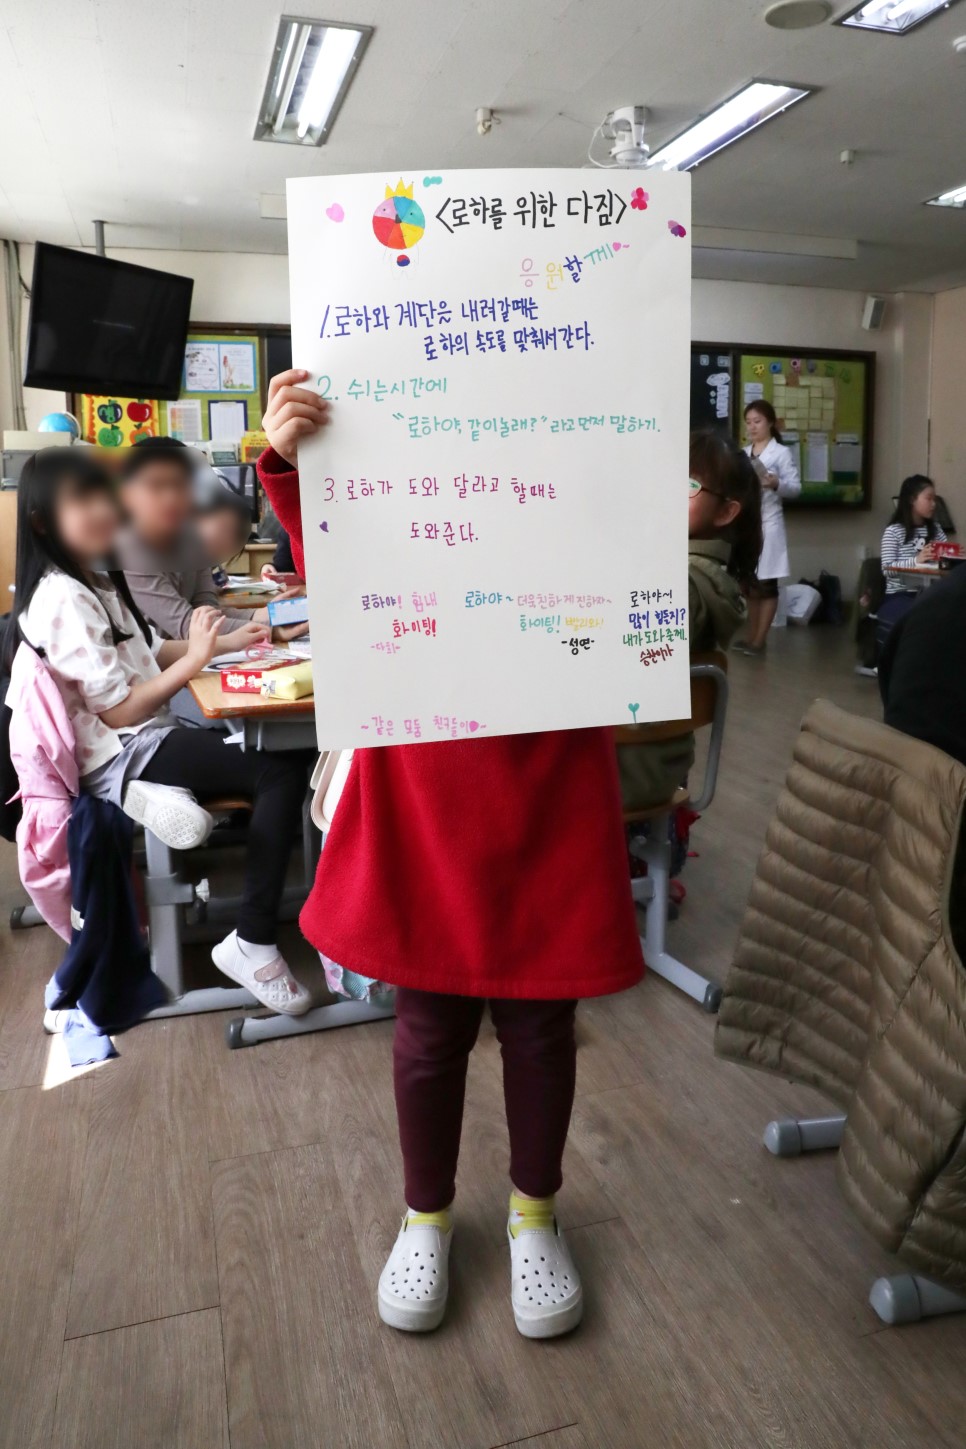 <로하를 위한 다짐>
응원할게
1. 로하와 계단을 내려갈때는
로하의 속도를 맞춰서간다.
2. 쉬는시간에
"로하야, 같이놀래?" 라고먼저 말하기.
3. 로하가 도와 달라고 할때는
도와준다.
로하야! 힘내
화이팅!
로하야~ 더욱친하게지내자~
화이팅! 빨리와!
-성연-
로하야~!
많이 힘들지?
내가도와줄게.
승찬이가
~같은 모둠 친구들이~